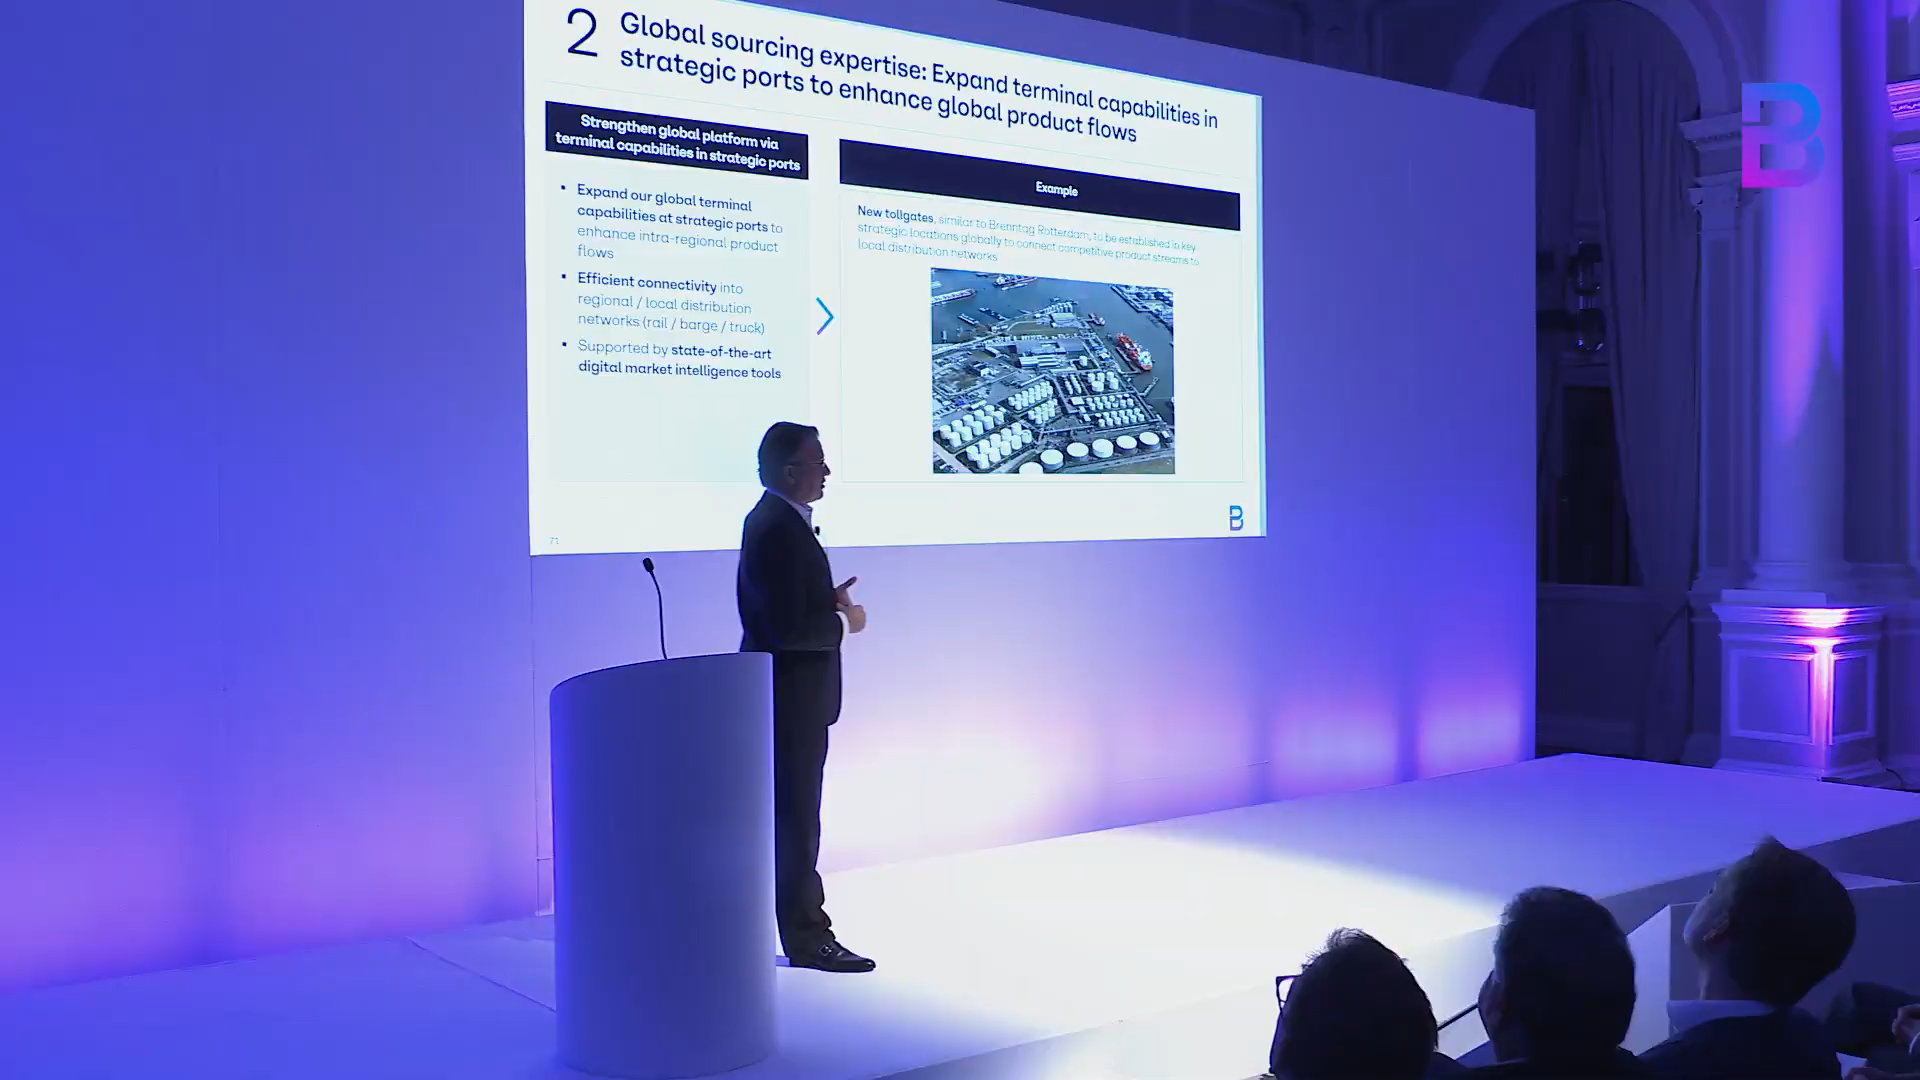 2
Global sourcing expertise: Expand terminal capabilities in
strategic ports to enhance global product flows
Strengthen global platform via
terminal capabilities in strategic ports
▪ Expand our global terminal
capabilities at strategic ports to
enhance intra-regional product
flows
▪ Efficient connectivity into
regional / local distribution
networks (rail / barge / truck)
▪ Supported by state-of-the-art
digital market intelligence tools
Example
New tollgates, similar to Brenntag Rotterdam, to be established in key
strategic locations globally to connect competitive product streams to
local distribution networks
71
B
B